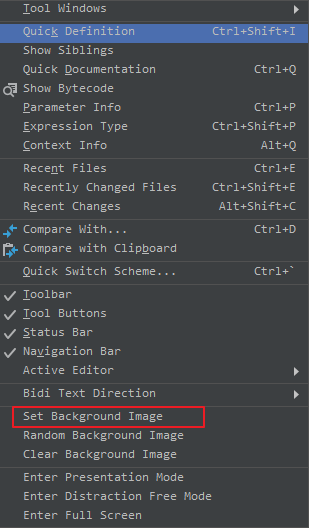 Tool Windows
Quick Definition Ctrl+Shift+I
Show Siblings
Quick Documentation Ctrl+Q
Show Bytecode
Parameter Info Ctrl+P
Expression Type Ctrl+Shift+P
Context Info Alt+Q
Recent Files Ctrl+E
Recently Changed Files Ctrl+Shift+E
Recent Changes Alt+Shift+C
Compare With... Ctrl+D
Compare with Clipboard
Quick Switch Scheme... Ctrl+`
Toolbar
Tool Buttons
Status Bar
Navigation Bar
Active Editor
Bidi Text Direction
Set Background Image
Random Background Image
Clear Background Image
Enter Presentation Mode
Enter Distraction Free Mode
Enter Full Screen